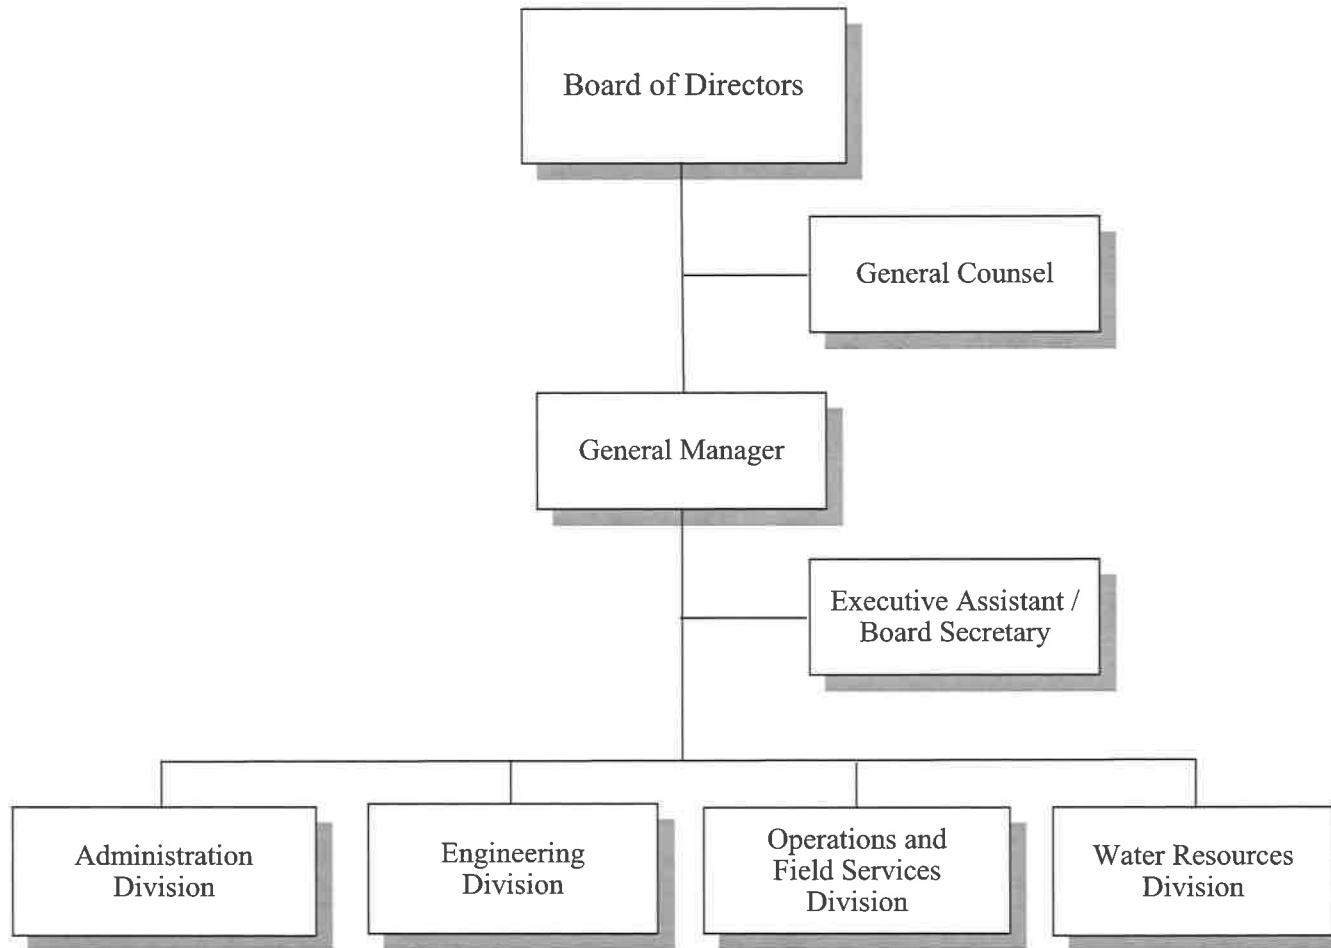 Board of Directors
General Counsel
General Manager
Executive Assistant /
Board Secretary
Administration
Division
Engineering
Division
Operations and
Field Services
Division
Water Resources
Division